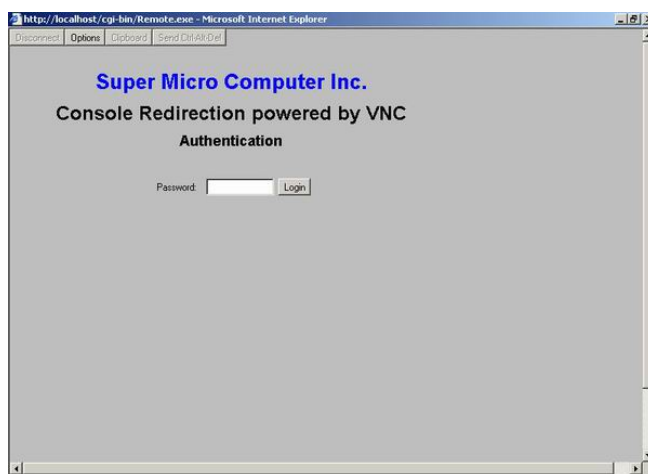 http://localhost/cgi-bin/Remote.exe - Microsoft Internet Explorer
Disconnect Options Clipboard Send Ctrl-Alt-Del
Super Micro Computer Inc.
Console Redirection powered by VNC
Authentication
Password: Login